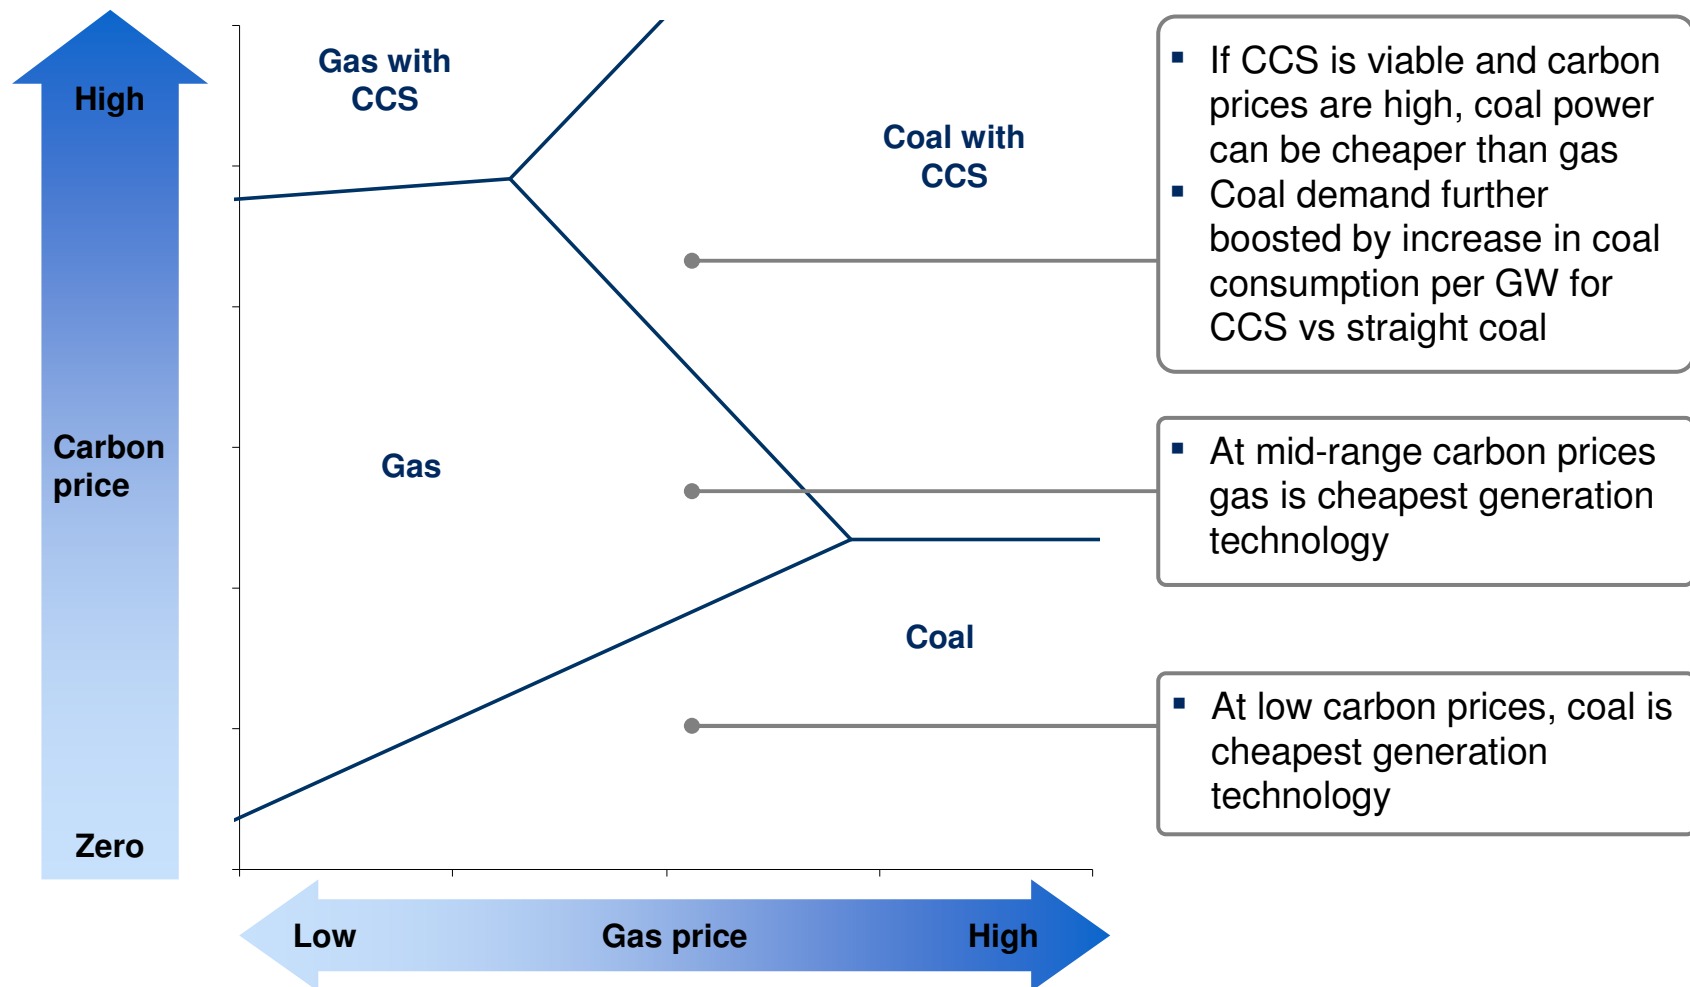 High
Carbon
price
Zero
Gas with
CCS
Coal with
CCS
Gas
Coal
Low
Gas price
High
▪ If CCS is viable and carbon
prices are high, coal power
can be cheaper than gas
▪ Coal demand further
boosted by increase in coal
consumption per GW for
CCS vs straight coal
▪ At mid-range carbon prices
gas is cheapest generation
technology
▪ At low carbon prices, coal is
cheapest generation
technology